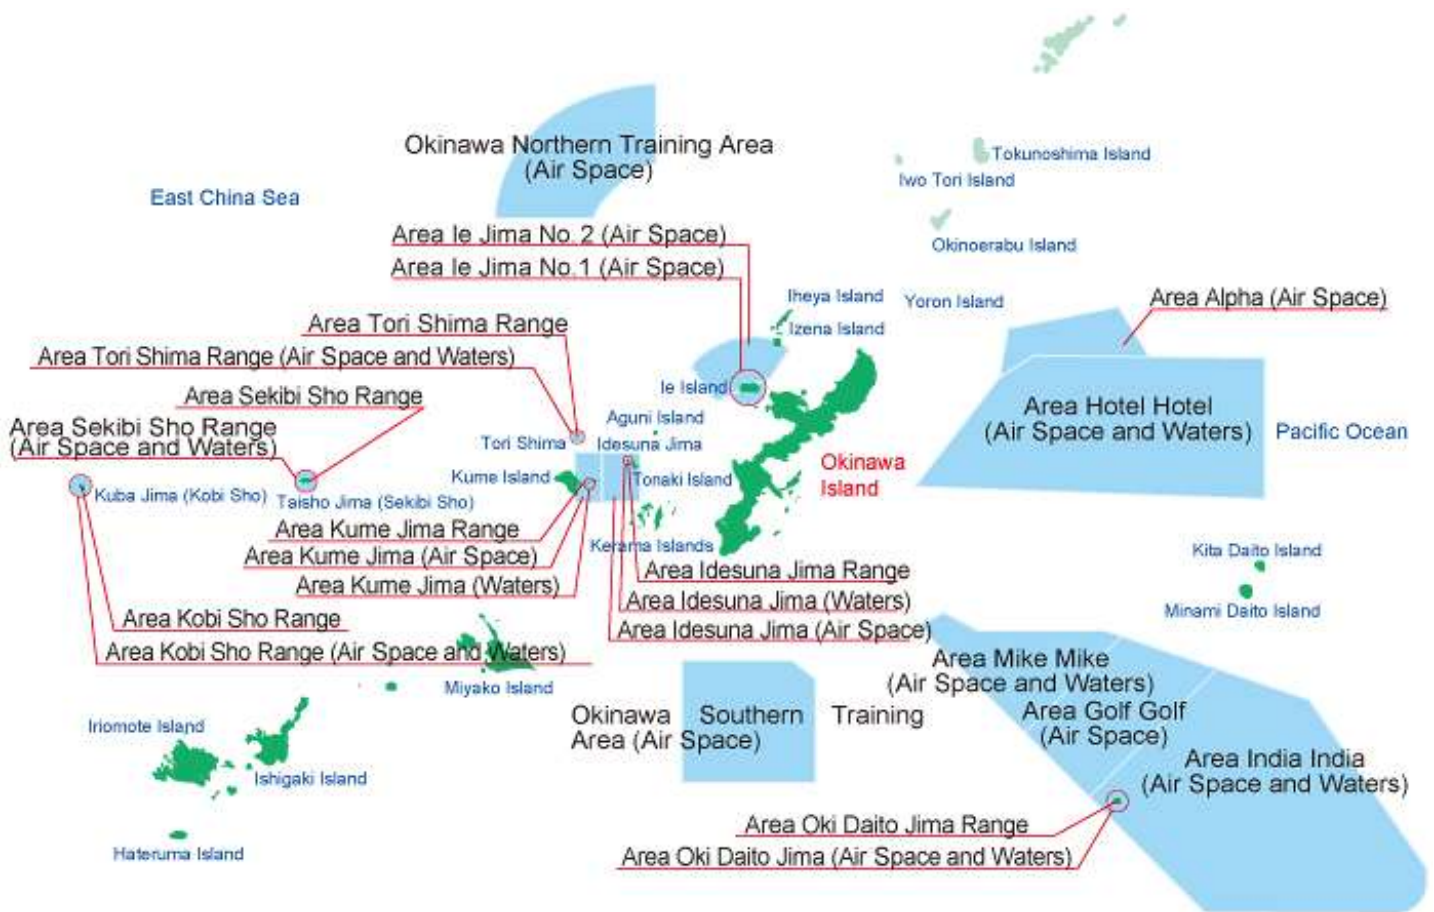 Okinawa Northern Training Area
(Air Space)
Tokunoshima Island
Iwo Tori Island
East China Sea
Okinoerabu Island
Area Ie Jima No. 2 (Air Space)
Area Ie Jima No.1 (Air Space)
Iheya Island
Yoron Island
Area Alpha (Air Space)
Izena Island
Area Tori Shima Range
Area Tori Shima Range (Air Space and Waters)
Area Sekibi Sho Range
Ie Island
Aguni Island
Area Hotel Hotel
(Air Space and Waters)
Pacific Ocean
Area Sekibi Sho Range
(Air Space and Waters)
Tori Shima
Idesuna Jima
Okinawa
Island
Kume Island
Tonaki Island
Kuba Jima (Kobi Sho)
Taisho Jima (Sekibi Sho)
Area Kume Jima Range
Kerama Islands
Area Kume Jima (Air Space)
Area Kume Jima (Waters)
Kita Daito Island
Area Idesuna Jima Range
Area Idesuna Jima (Waters)
Area Idesuna Jima (Air Space)
Minami Daito Island
Area Kobi Sho Range
Area Kobi Sho Range (Air Space and Waters)
Miyako Island
Area Mike Mike
(Air Space and Waters)
Area Golf Golf
(Air Space)
Okinawa Southern Training
Area (Air Space)
Iriomote Island
Ishigaki Island
Area India India
(Air Space and Waters)
Area Oki Daito Jima Range
Area Oki Daito Jima (Air Space and Waters)
Hateruma Island